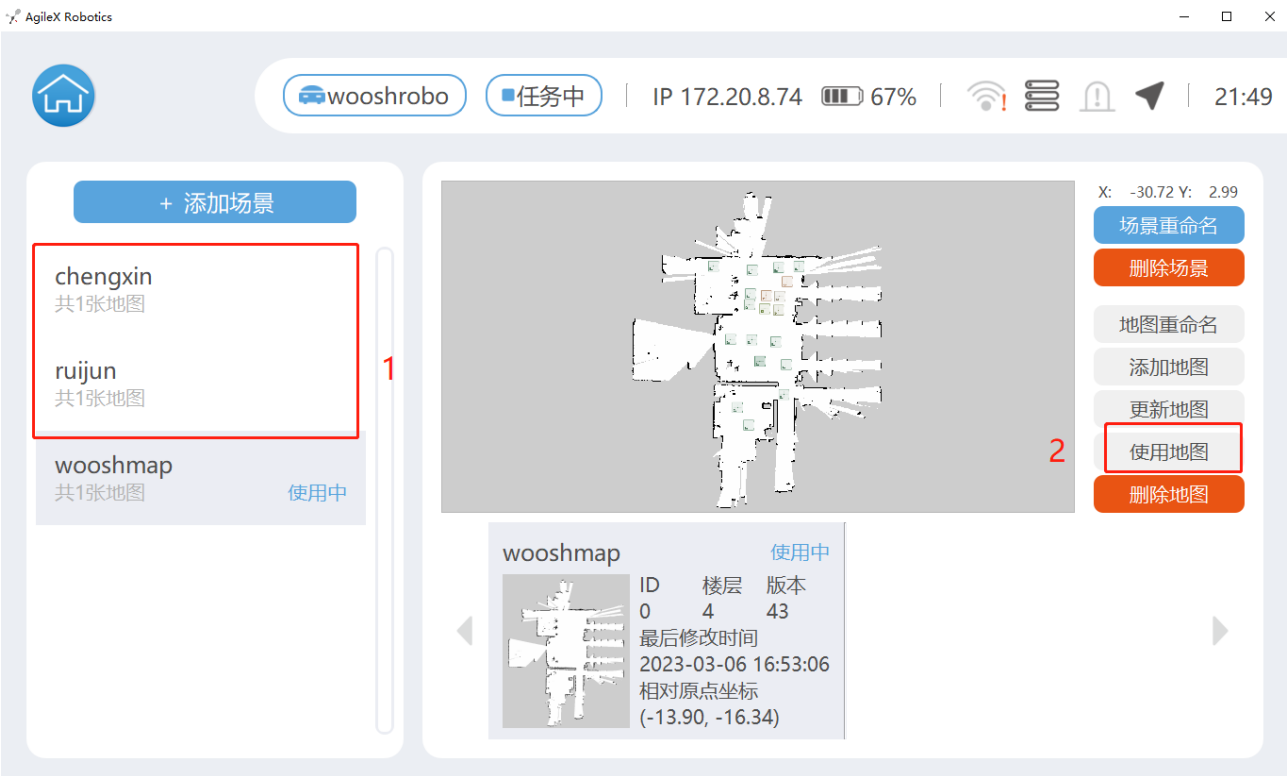 AgileX Robotics
wooshrobo 任务中 IP 172.20.8.74 67% 21:49
+ 添加场景
chengxin
共1张地图
ruijun
共1张地图
1
wooshmap
共1张地图 使用中
X: -30.72 Y: 2.99
场景重命名
删除场景
地图重命名
添加地图
更新地图
2 使用地图
删除地图
wooshmap 使用中
ID 楼层 版本
0 4 43
最后修改时间
2023-03-06 16:53:06
相对原点坐标
(-13.90, -16.34)